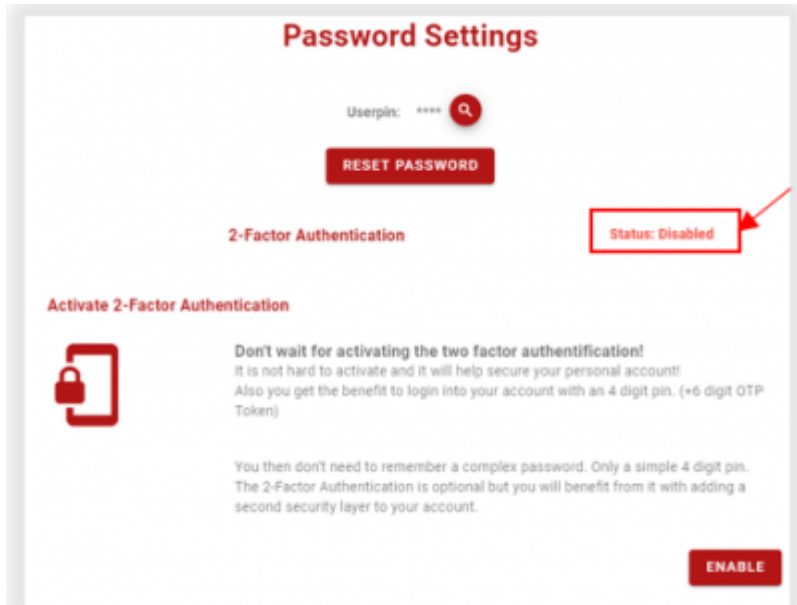 Password Settings
Userpin: ****
RESET PASSWORD
2-Factor Authentication
Status: Disabled
Activate 2-Factor Authentication
Don't wait for activating the two factor authentification!
It is not hard to activate and it will help secure your personal account!
Also you get the benefit to login into your account with an 4 digit pin. (+6 digit OTP
Token)
You then don't need to remember a complex password. Only a simple 4 digit pin.
The 2-Factor Authentication is optional but you will benefit from it with adding a
second security layer to your account.
ENABLE